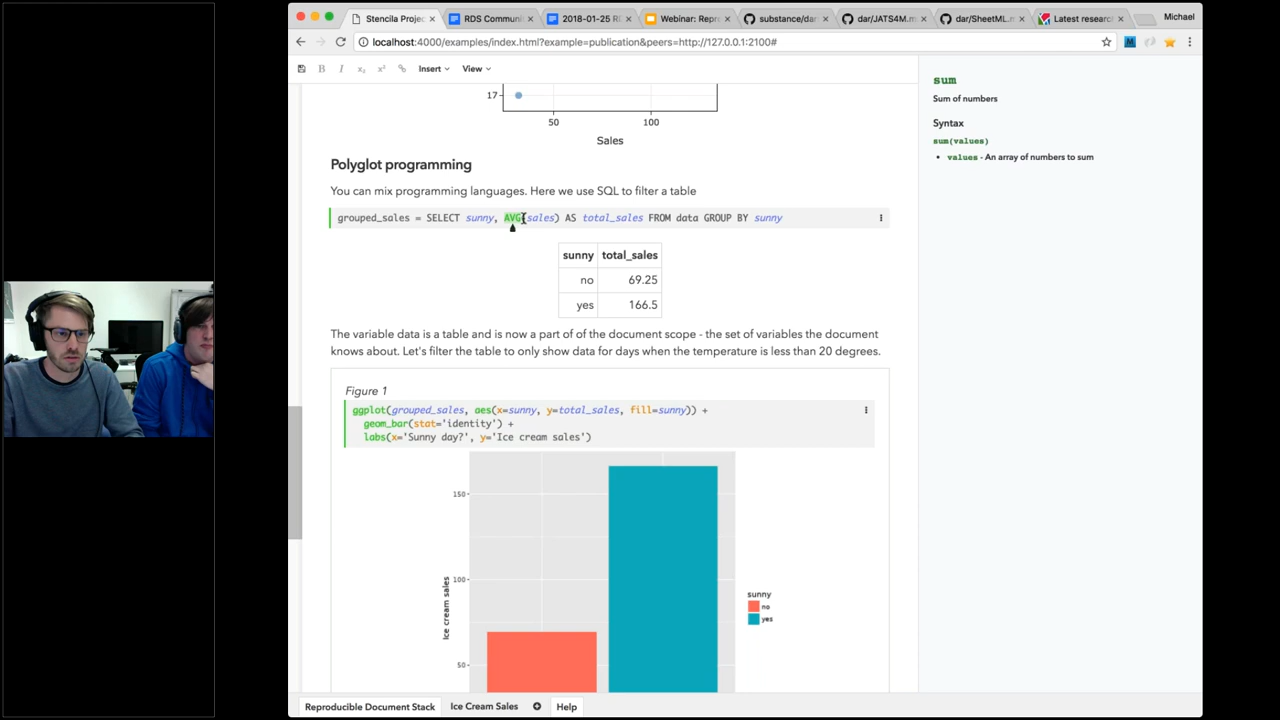 Stencila Proje
RDS Communi
2018-01-25 R
Webinar: Repr
substance/dar
dar/JATS4M.m
dar/SheetML.m
Latest researc
Michael
localhost:4000/examples/index.html?example=publication&peers=http://127.0.0.1:2100#
B I x₂ x² Insert View
17
50 100
Sales
Polyglot programming
You can mix programming languages. Here we use SQL to filter a table
grouped_sales = SELECT sunny, AVG(sales) AS total_sales FROM data GROUP BY sunny
sunny total_sales
no 69.25
yes 166.5
The variable data is a table and is now a part of of the document scope - the set of variables the document
knows about. Let's filter the table to only show data for days when the temperature is less than 20 degrees.
Figure 1
ggplot(grouped_sales, aes(x=sunny, y=total_sales, fill=sunny)) +
geom_bar(stat='identity') +
labs(x='Sunny day?', y='Ice cream sales')
150
100
50
Ice cream sales
sunny
no
yes
sum
Sum of numbers
Syntax
sum(values)
values - An array of numbers to sum
Reproducible Document Stack
Ice Cream Sales
Help